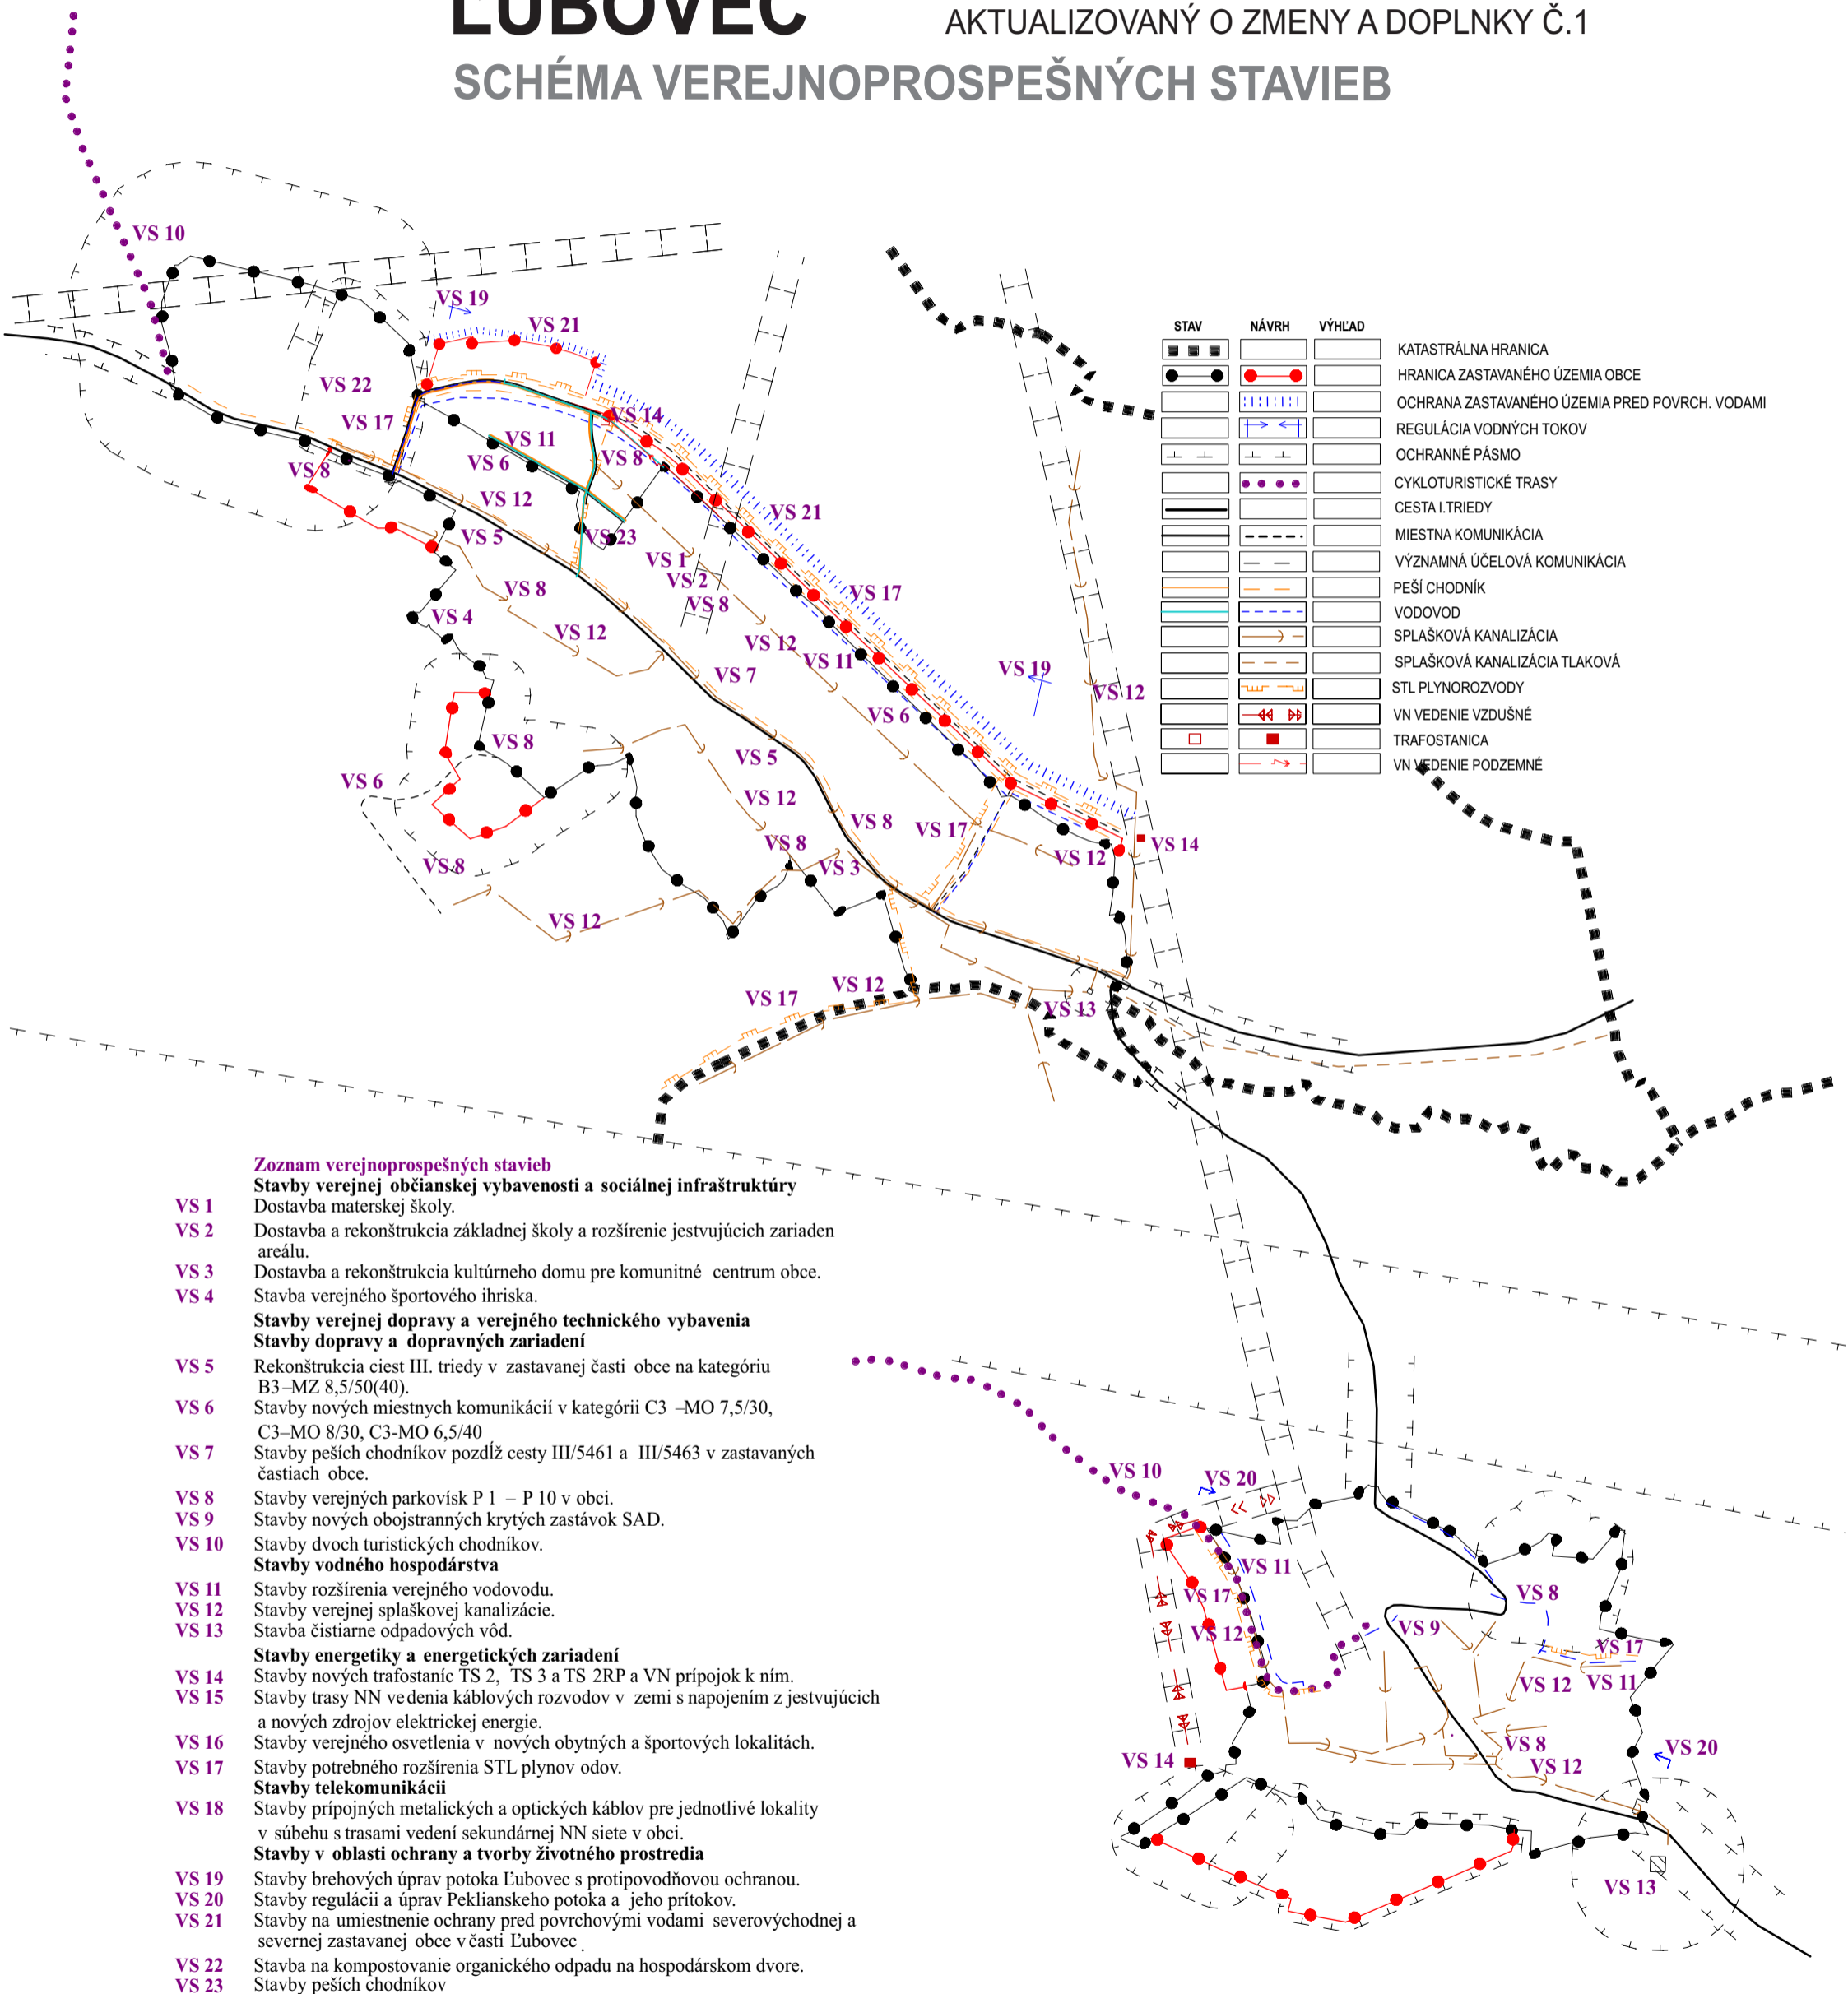 ĽUBOVEC
AKTUALIZOVANÝ O ZMENY A DOPLNKY Č.1
SCHÉMA VEREJNOPROSPEŠNÝCH STAVIEB
VS 10
VS 19
VS 21
VS 22
VS 17
VS 14
VS 11
VS 6
VS 8
VS 8
VS 12
VS 5
VS 23
VS 21
VS 1
VS 2
VS 8
VS 8
VS 17
VS 4
VS 12
VS 12
VS 11
VS 7
VS 19
VS 12
VS 6
VS 8
VS 5
VS 6
VS 12
VS 8
VS 17
VS 8
VS 12
VS 14
VS 8
VS 3
VS 12
VS 12
VS 17
VS 13
STAV NÁVRH VÝHĽAD
KATASTRÁLNA HRANICA
HRANICA ZASTAVANÉHO ÚZEMIA OBCE
OCHRANA ZASTAVANÉHO ÚZEMIA PRED POVRCH. VODAMI
REGULÁCIA VODNÝCH TOKOV
OCHRANNÉ PÁSMO
CYKLOTURISTICKÉ TRASY
CESTA I.TRIEDY
MIESTNA KOMUNIKÁCIA
VÝZNAMNÁ ÚČELOVÁ KOMUNIKÁCIA
PEŠÍ CHODNÍK
VODOVOD
SPLAŠKOVÁ KANALIZÁCIA
SPLAŠKOVÁ KANALIZÁCIA TLAKOVÁ
STL PLYNOROZVODY
VN VEDENIE VZDUŠNÉ
TRAFOSTANICA
VN VEDENIE PODZEMNÉ
Zoznam verejnoprospešných stavieb
Stavby verejnej občianskej vybavenosti a sociálnej infraštruktúry
VS 1 Dostavba materskej školy.
VS 2 Dostavba a rekonštrukcia základnej školy a rozšírenie jestvujúcich zariaden
areálu.
VS 3 Dostavba a rekonštrukcia kultúrneho domu pre komunitné centrum obce.
VS 4 Stavba verejného športového ihriska.
Stavby verejnej dopravy a verejného technického vybavenia
Stavby dopravy a dopravných zariadení
VS 5 Rekonštrukcia ciest III. triedy v zastavanej časti obce na kategóriu
B3–MZ 8,5/50(40).
VS 6 Stavby nových miestnych komunikácií v kategórii C3 –MO 7,5/30,
C3–MO 8/30, C3-MO 6,5/40
VS 7 Stavby peších chodníkov pozdĺž cesty III/5461 a III/5463 v zastavaných
častiach obce.
VS 8 Stavby verejných parkovísk P 1 – P 10 v obci.
VS 9 Stavby nových obojstranných krytých zastávok SAD.
VS 10 Stavby dvoch turistických chodníkov.
Stavby vodného hospodárstva
VS 11 Stavby rozšírenia verejného vodovodu.
VS 12 Stavby verejnej splaškovej kanalizácie.
VS 13 Stavba čistiarne odpadových vôd.
Stavby energetiky a energetických zariadení
VS 14 Stavby nových trafostaníc TS 2, TS 3 a TS 2RP a VN prípojok k ním.
VS 15 Stavby trasy NN vedenia káblových rozvodov v zemi s napojením z jestvujúcich
a nových zdrojov elektrickej energie.
VS 16 Stavby verejného osvetlenia v nových obytných a športových lokalitách.
VS 17 Stavby potrebného rozšírenia STL plynov odov.
Stavby telekomunikácii
VS 18 Stavby prípojných metalických a optických káblov pre jednotlivé lokality
v súbehu s trasami vedení sekundárnej NN siete v obci.
Stavby v oblasti ochrany a tvorby životného prostredia
VS 19 Stavby brehových úprav potoka Ľubovec s protipovodňovou ochranou.
VS 20 Stavby regulácii a úprav Peklianskeho potoka a jeho prítokov.
VS 21 Stavby na umiestnenie ochrany pred povrchovými vodami severovýchodnej a
severnej zastavanej obce v časti Ľubovec .
VS 22 Stavba na kompostovanie organického odpadu na hospodárskom dvore.
VS 23 Stavby peších chodníkov
VS 10
VS 20
VS 11
VS 17
VS 12
VS 8
VS 9
VS 17
VS 12
VS 11
VS 8
VS 12
VS 20
VS 14
VS 13